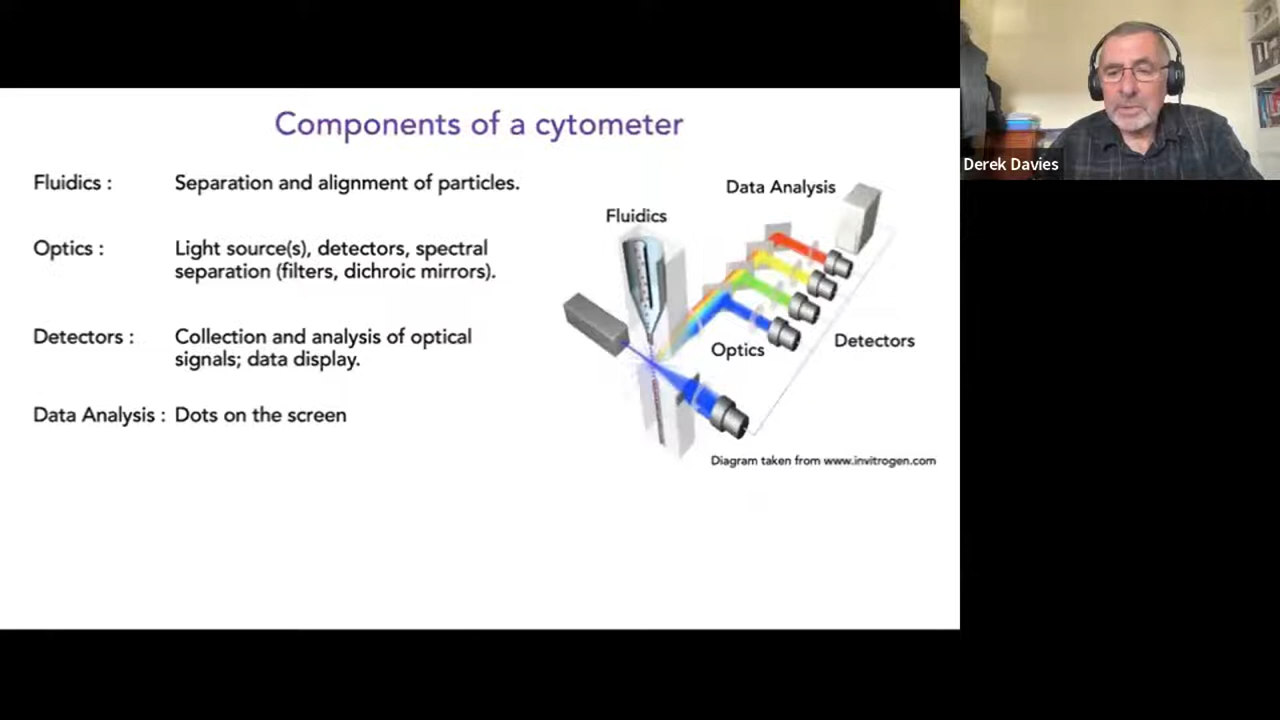 Components of a cytometer
Fluidics : Separation and alignment of particles.
Optics : Light source(s), detectors, spectral
separation (filters, dichroic mirrors).
Detectors : Collection and analysis of optical
signals; data display.
Data Analysis : Dots on the screen
Data Analysis
Fluidics
Optics
Detectors
Diagram taken from www.invitrogen.com
Derek Davies